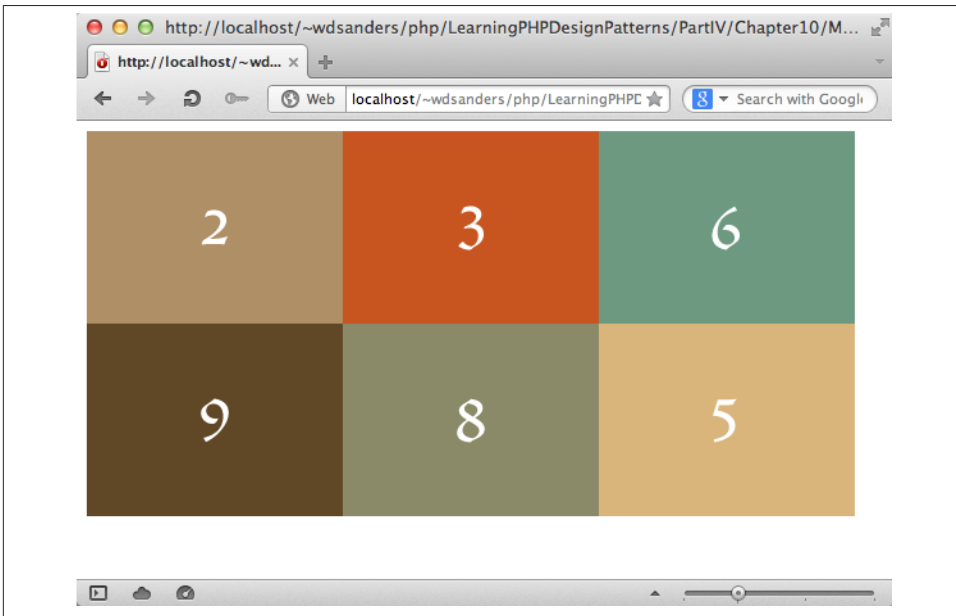 http://localhost/~wdsanders/php/LearningPHPDesignPatterns/PartIV/Chapter10/M...
http://localhost/~wd...
Web localhost/~wdsanders/php/LearningPHPD Search with Google
2 3 6
9 8 5